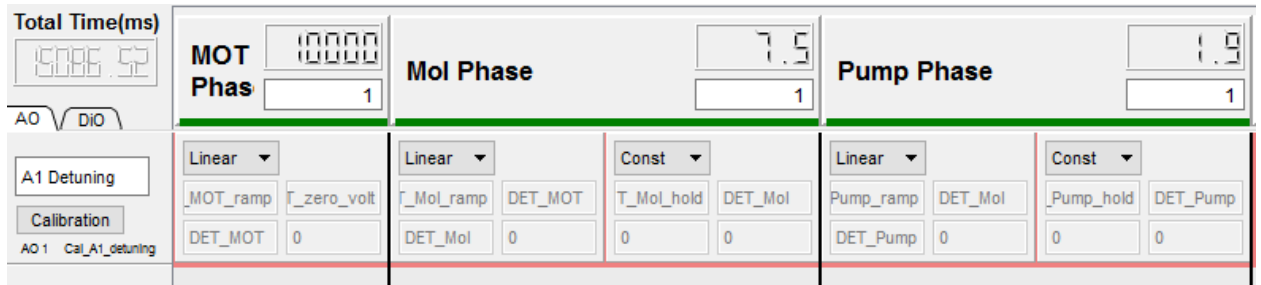 Total Time(ms)
15086.52
AO DiO
MOT Phas
10000
1
Mol Phase
7.5
1
Pump Phase
1.9
1
A1 Detuning
Calibration
AO 1 Cal_A1_detuning
Linear
_MOT_ramp T_zero_volt
DET_MOT 0
Linear
T_Mol_ramp DET_MOT
DET_Mol 0
Const
T_Mol_hold DET_Mol
0 0
Linear
Pump_ramp DET_Mol
DET_Pump 0
Const
_Pump_hold DET_Pump
0 0